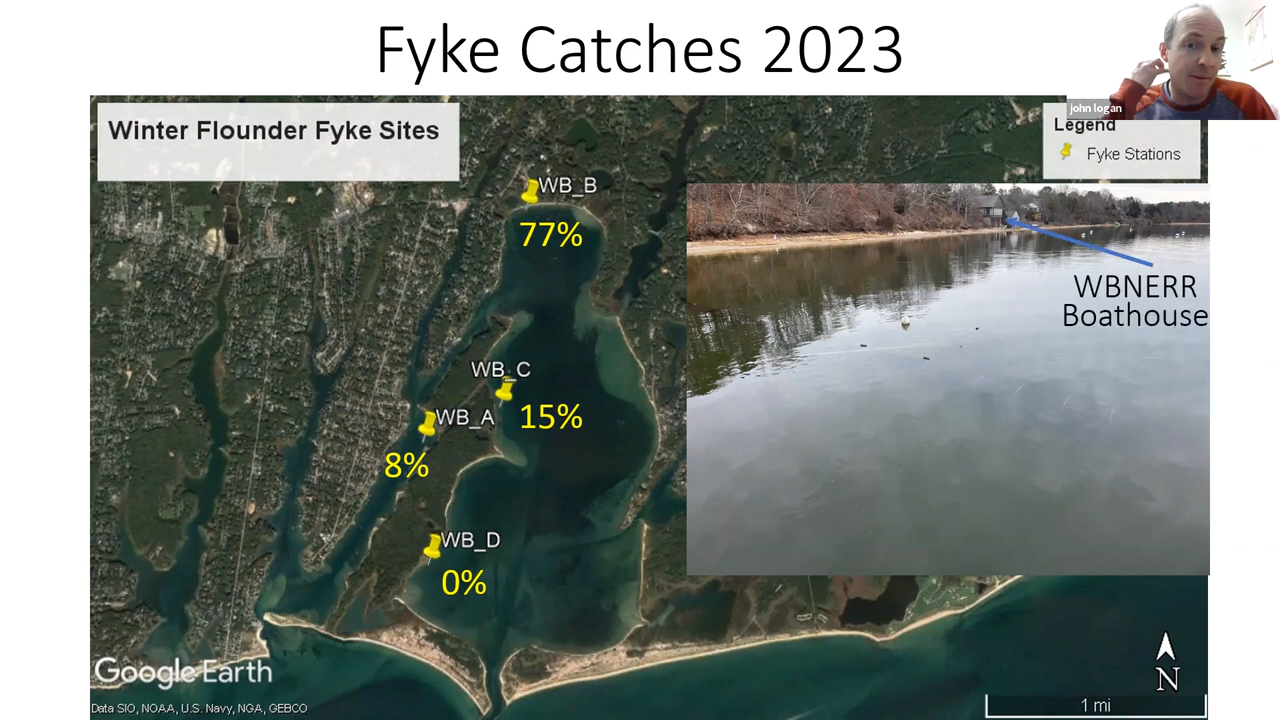 Fyke Catches 2023
john logan
Winter Flounder Fyke Sites
Legend
Fyke Stations
WB_B
77%
WBNERR
Boathouse
WB_C
15%
WB_A
8%
WB_D
0%
Google Earth
N
Data SIO, NOAA, U.S. Navy, NGA, GEBCO
1 mi